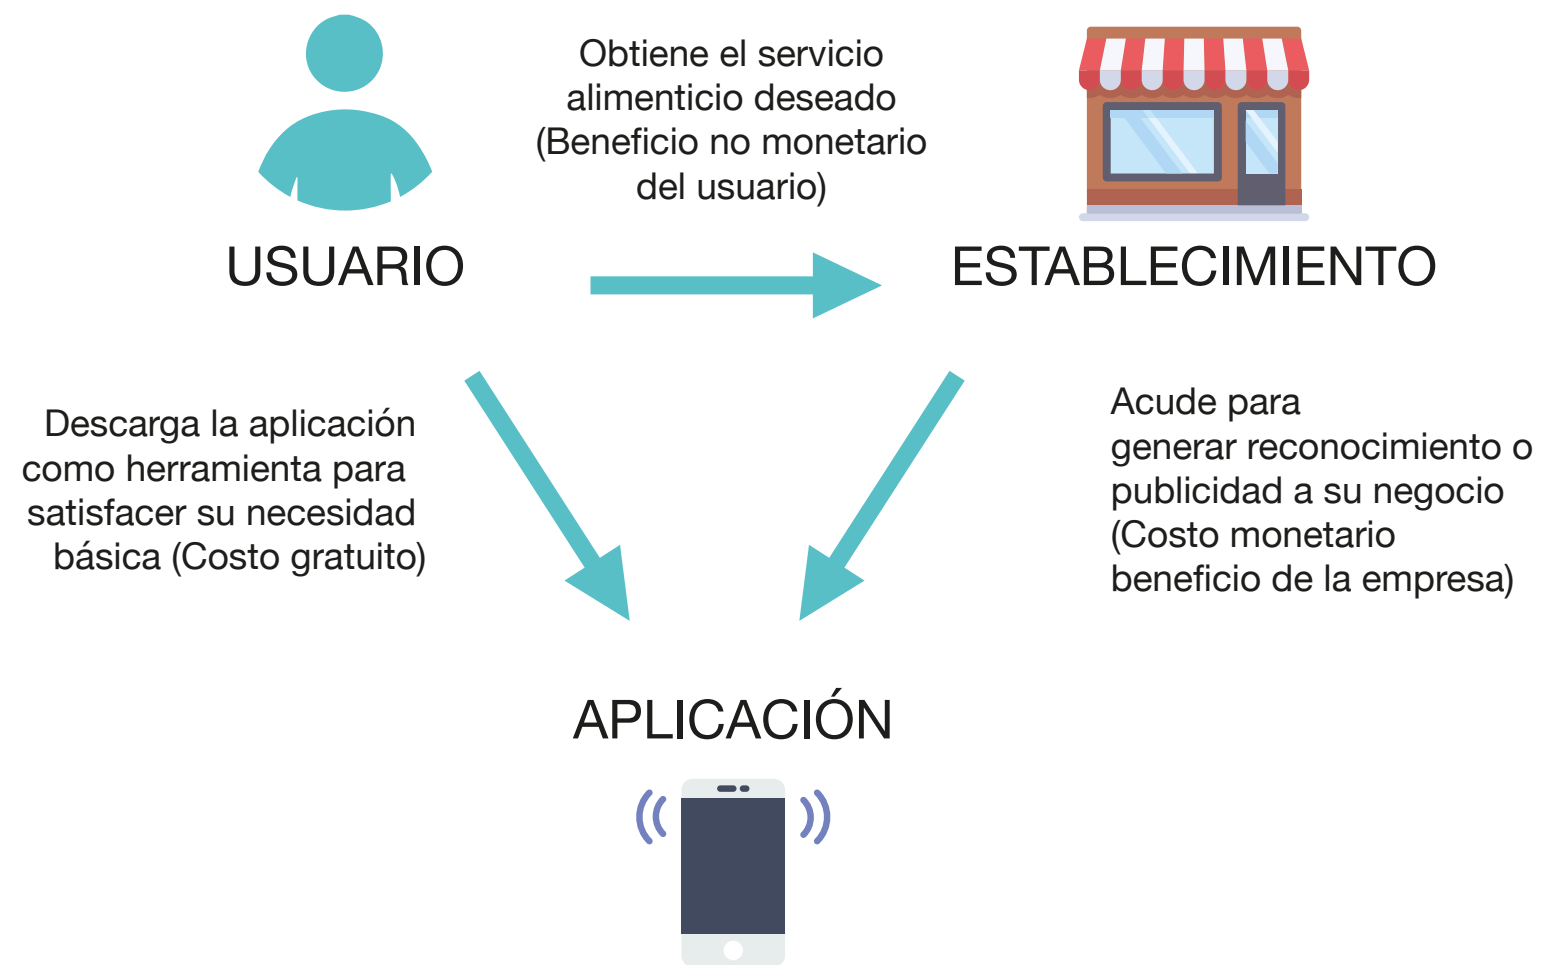 Obtiene el servicio
alimenticio deseado
(Beneficio no monetario
del usuario)
USUARIO
ESTABLECIMIENTO
Descarga la aplicación
como herramienta para
satisfacer su necesidad
básica (Costo gratuito)
Acude para
generar reconocimiento o
publicidad a su negocio
(Costo monetario
beneficio de la empresa)
APLICACIÓN